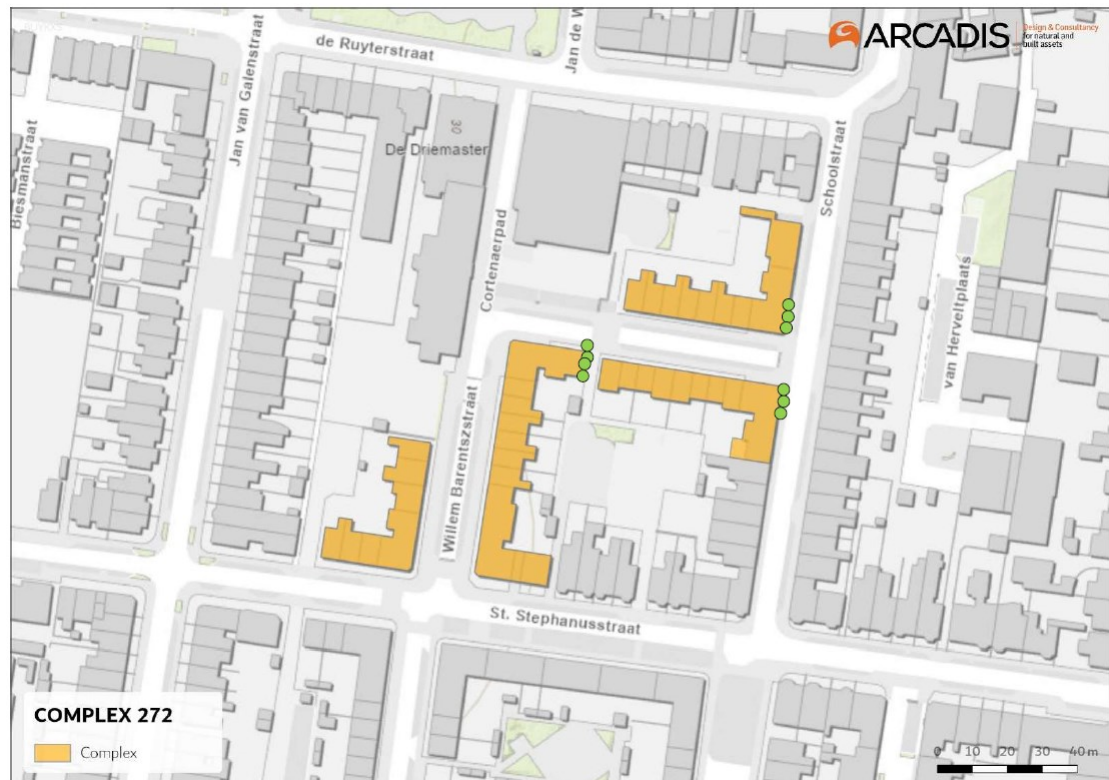 ARCADIS
Design & Consultancy
for natural and
built assets
de Ruyterstraat
Jan de W
Jan van Galenstraat
30
De Driemaster
Schoolstraat
Biesmanstraat
Cortenaerpad
van Herveltplaats
Willem Barentszstraat
St. Stephanusstraat
COMPLEX 272
Complex
0 10 20 30 40 m